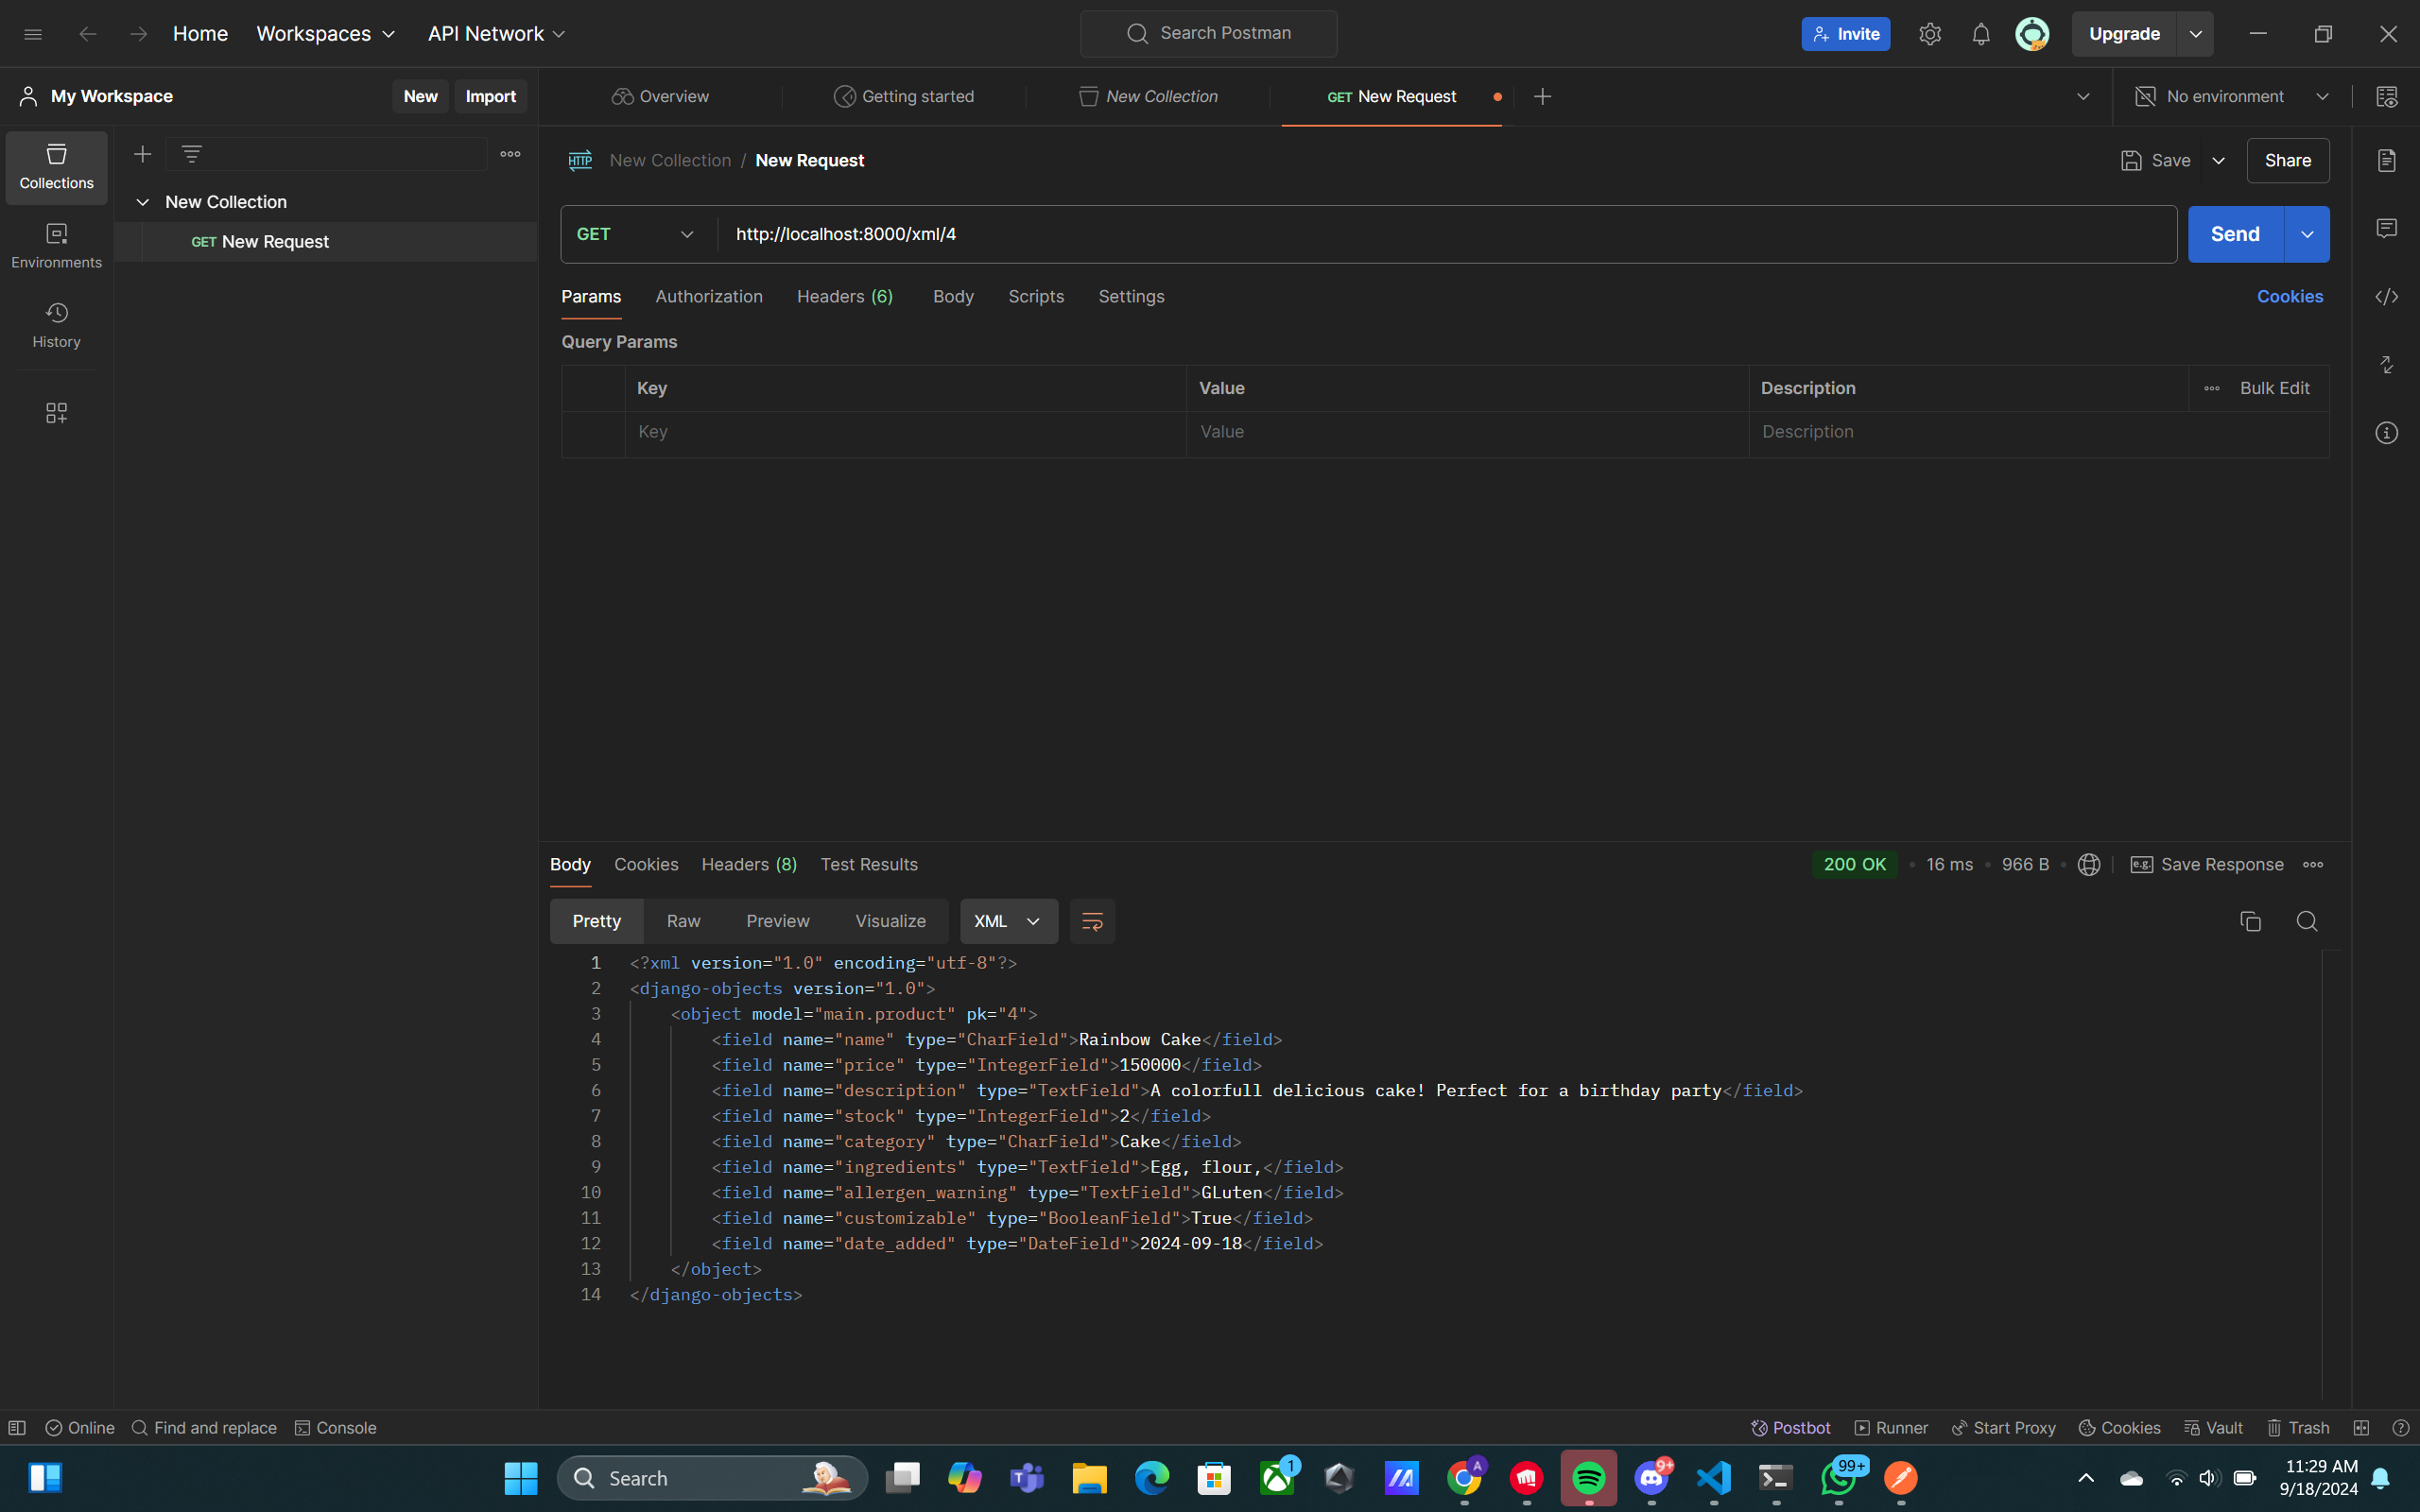 Home Workspaces API Network Search Postman Invite Upgrade
My Workspace New Import Overview Getting started New Collection GET New Request No environment
Collections
New Collection
GET New Request
Environments
History
HTTP New Collection / New Request Save Share
GET http://localhost:8000/xml/4 Send
Params Authorization Headers (6) Body Scripts Settings Cookies
Query Params
Key Value Description Bulk Edit
Key Value Description
Body Cookies Headers (8) Test Results 200 OK 16 ms 966 B e.g. Save Response
Pretty Raw Preview Visualize XML
1 <?xml version="1.0" encoding="utf-8"?>
2 <django-objects version="1.0">
3 <object model="main.product" pk="4">
4 <field name="name" type="CharField">Rainbow Cake</field>
5 <field name="price" type="IntegerField">150000</field>
6 <field name="description" type="TextField">A colorfull delicious cake! Perfect for a birthday party</field>
7 <field name="stock" type="IntegerField">2</field>
8 <field name="category" type="CharField">Cake</field>
9 <field name="ingredients" type="TextField">Egg, flour,</field>
10 <field name="allergen_warning" type="TextField">GLuten</field>
11 <field name="customizable" type="BooleanField">True</field>
12 <field name="date_added" type="DateField">2024-09-18</field>
13 </object>
14 </django-objects>
Online Find and replace Console Postbot Runner Start Proxy Cookies Vault Trash
Search 1 A 9+ 99+ 11:29 AM
9/18/2024